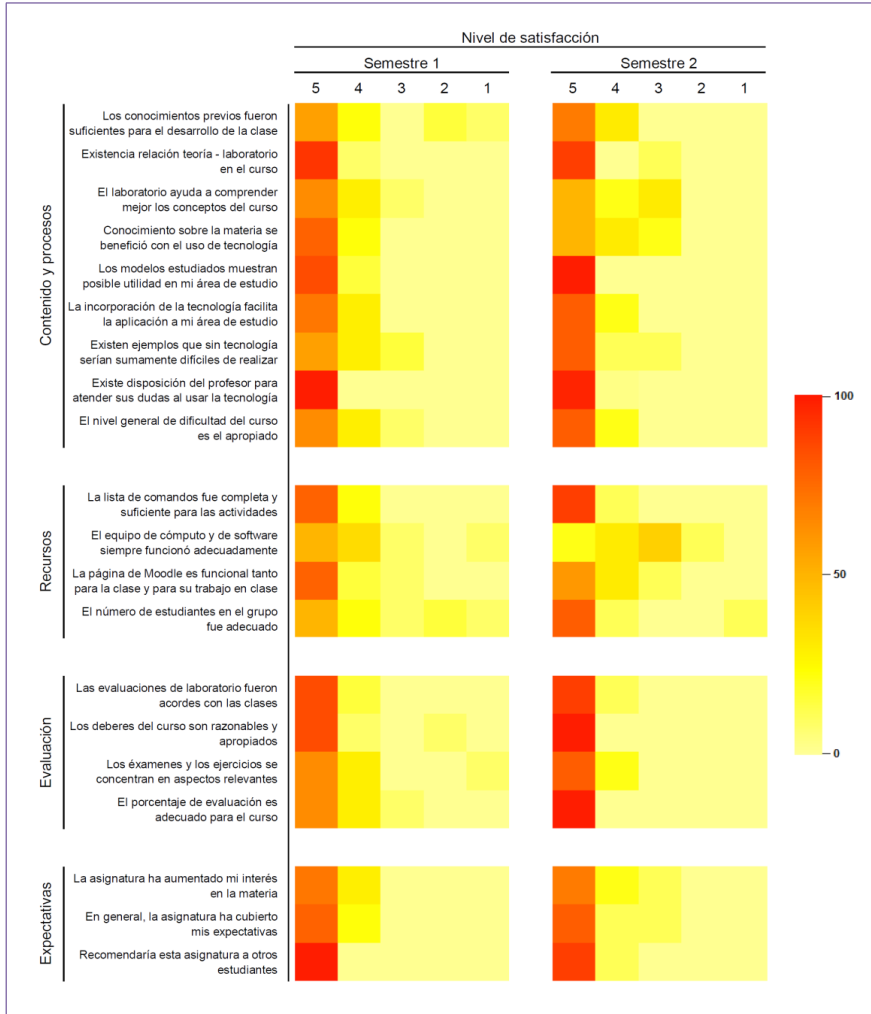 Nivel de satisfacción
Semestre 1
Semestre 2
5 4 3 2 1
5 4 3 2 1
Contenido y procesos
Los conocimientos previos fueron
suficientes para el desarrollo de la clase
Existencia relación teoría - laboratorio
en el curso
El laboratorio ayuda a comprender
mejor los conceptos del curso
Conocimiento sobre la materia se
benefició con el uso de tecnología
Los modelos estudiados muestran
posible utilidad en mi área de estudio
La incorporación de la tecnología facilita
la aplicación a mi área de estudio
Existen ejemplos que sin tecnología
serían sumamente difíciles de realizar
Existe disposición del profesor para
atender sus dudas al usar la tecnología
El nivel general de dificultad del curso
es el apropiado
Recursos
La lista de comandos fue completa y
suficiente para las actividades
El equipo de cómputo y de software
siempre funcionó adecuadamente
La página de Moodle es funcional tanto
para la clase y para su trabajo en clase
El número de estudiantes en el grupo
fue adecuado
Evaluación
Las evaluaciones de laboratorio fueron
acordes con las clases
Los deberes del curso son razonables y
apropiados
Los éxamenes y los ejercicios se
concentran en aspectos relevantes
El porcentaje de evaluación es
adecuado para el curso
Expectativas
La asignatura ha aumentado mi interés
en la materia
En general, la asignatura ha cubierto
mis expectativas
Recomendaría esta asignatura a otros
estudiantes
100
50
0